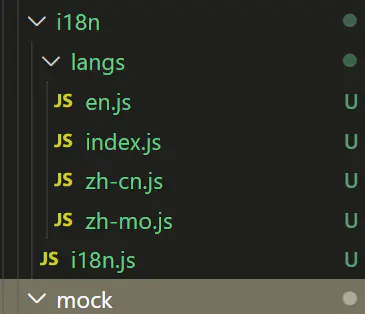 i18n
langs
JS en.js U
JS index.js U
JS zh-cn.js U
JS zh-mo.js U
JS i18n.js U
mock